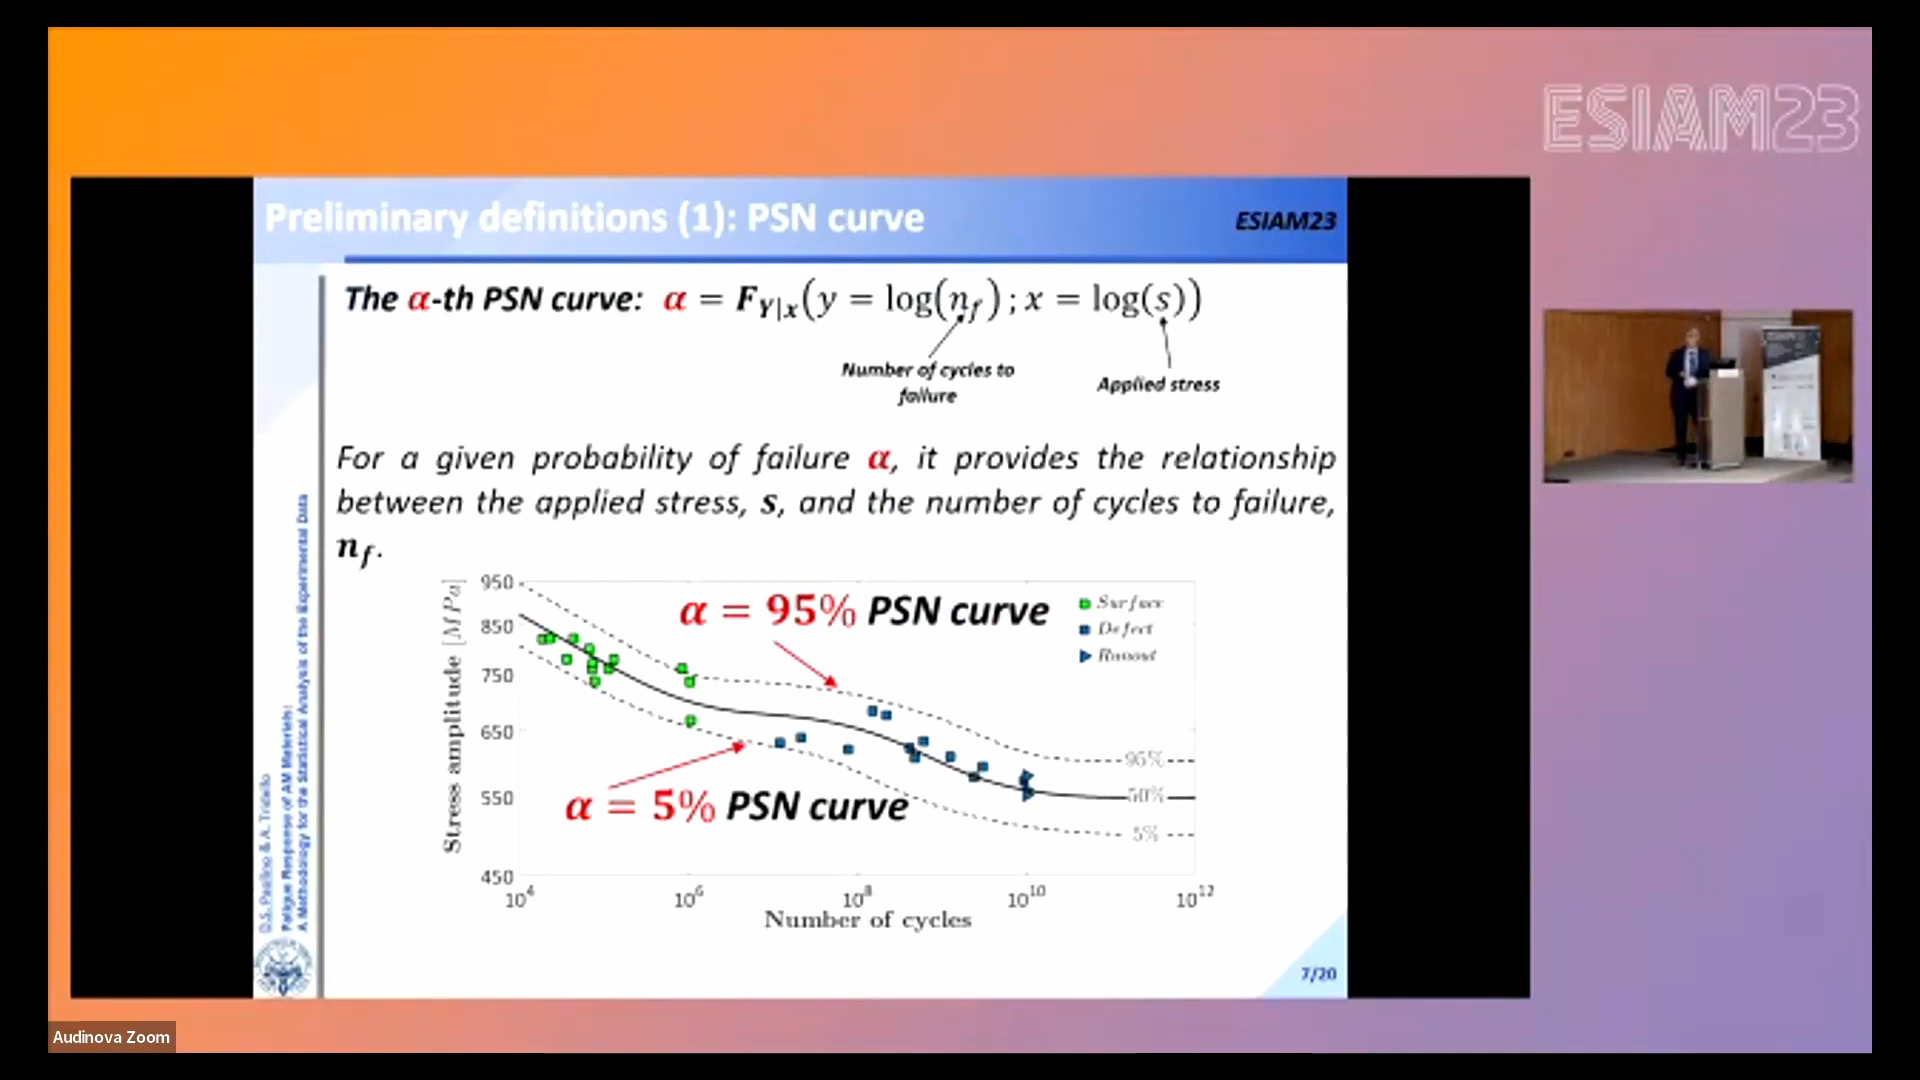 ESIAM23
Preliminary definitions (1): PSN curve
ESIAM23
The α-th PSN curve: α = F_{Y|x}(y = log(n_f) ; x = log(s))
Number of cycles to
failure
Applied stress
For a given probability of failure α, it provides the relationship
between the applied stress, s, and the number of cycles to failure,
n_f.
α = 95% PSN curve
α = 5% PSN curve
Surface
Defect
Runout
Stress amplitude [MPa]
950
850
750
650
550
450
95%
50%
5%
10^4
10^6
10^8
10^10
10^12
Number of cycles
D.S. Paolino & A. Tridello
Fatigue Response of AM Materials:
A Methodology for the Statistical Analysis of the Experimental Data
7/20
Audinova Zoom